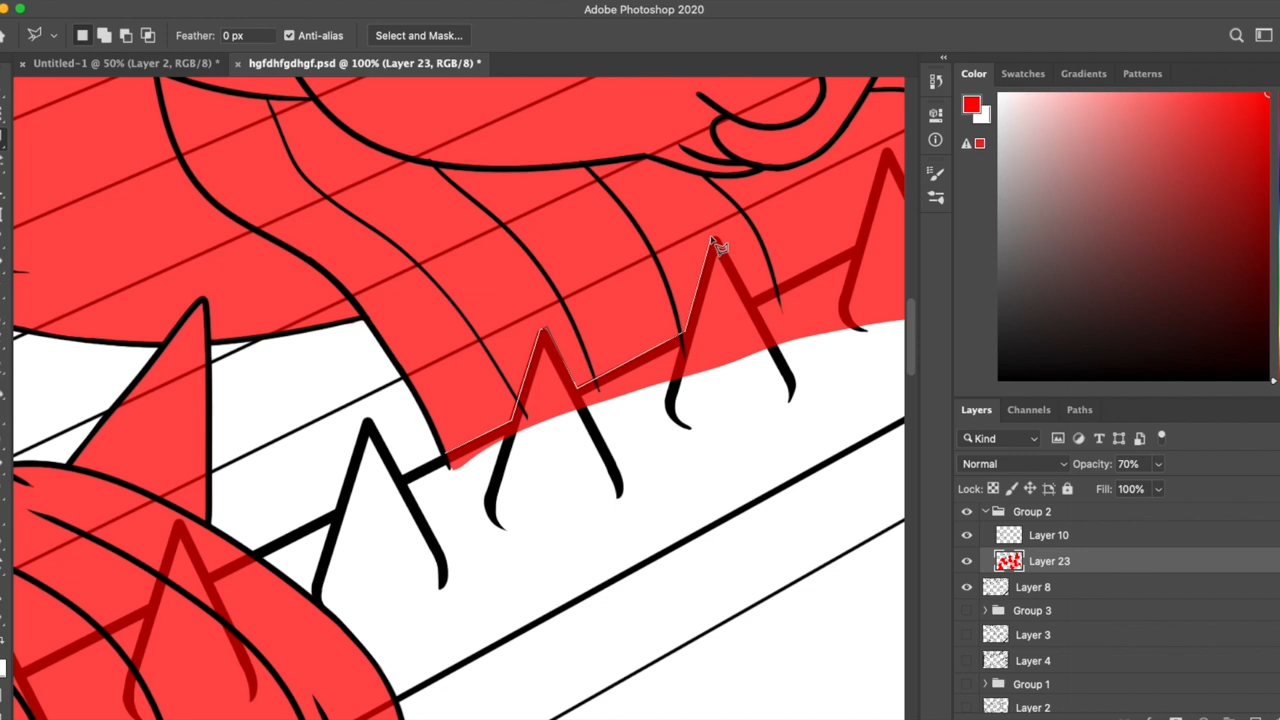 Adobe Photoshop 2020
Feather: 0 px Anti-alias Select and Mask...
× Untitled-1 @ 50% (Layer 2, RGB/8) * × hgfdhfgdhgf.psd @ 100% (Layer 23, RGB/8) *
Color Swatches Gradients Patterns
Layers Channels Paths
Kind
Normal Opacity: 70%
Lock: Fill: 100%
Group 2
Layer 10
Layer 23
Layer 8
Group 3
Layer 3
Layer 4
Group 1
Layer 2